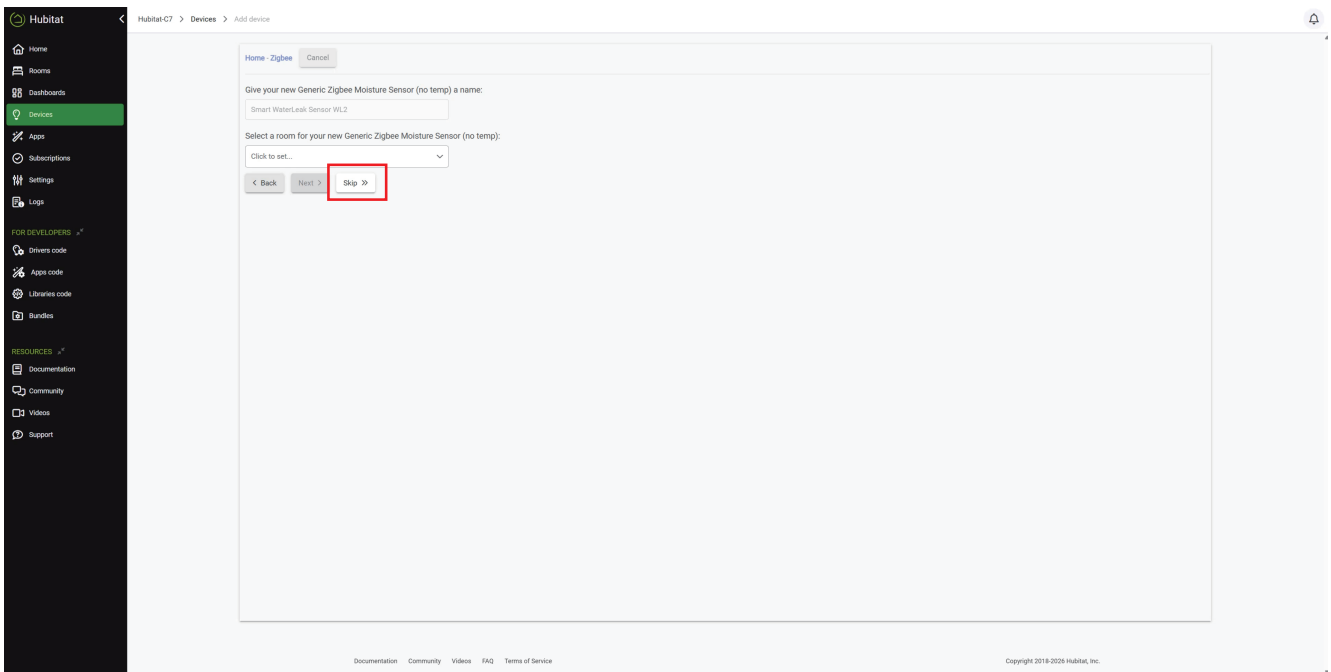 Hubitat
Hubitat-C7 > Devices > Add device
Home
Rooms
Dashboards
Devices
Apps
Subscriptions
Settings
Logs
FOR DEVELOPERS
Drivers code
Apps code
Libraries code
Bundles
RESOURCES
Documentation
Community
Videos
Support
Home - Zigbee Cancel
Give your new Generic Zigbee Moisture Sensor (no temp) a name:
Smart WaterLeak Sensor WL2
Select a room for your new Generic Zigbee Moisture Sensor (no temp):
Click to set...
< Back Next > Skip >>
Documentation Community Videos FAQ Terms of Service Copyright 2018-2026 Hubitat, Inc.